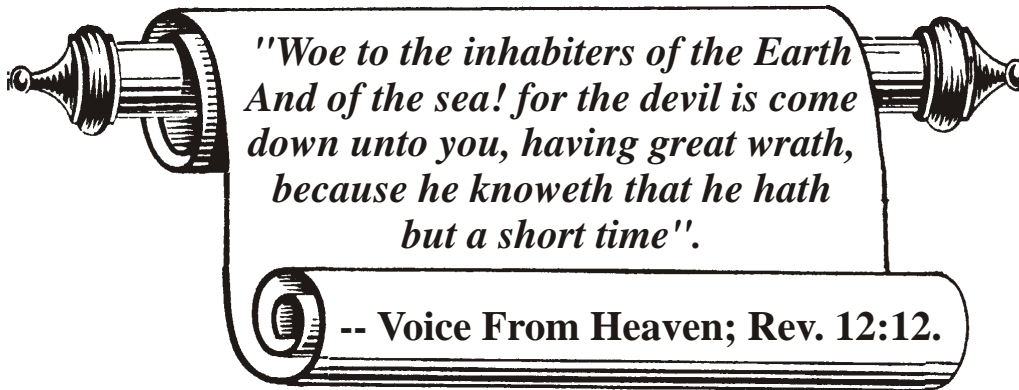 "Woe to the inhabiters of the Earth
And of the sea! for the devil is come
down unto you, having great wrath,
because he knoweth that he hath
but a short time".
-- Voice From Heaven; Rev. 12:12.